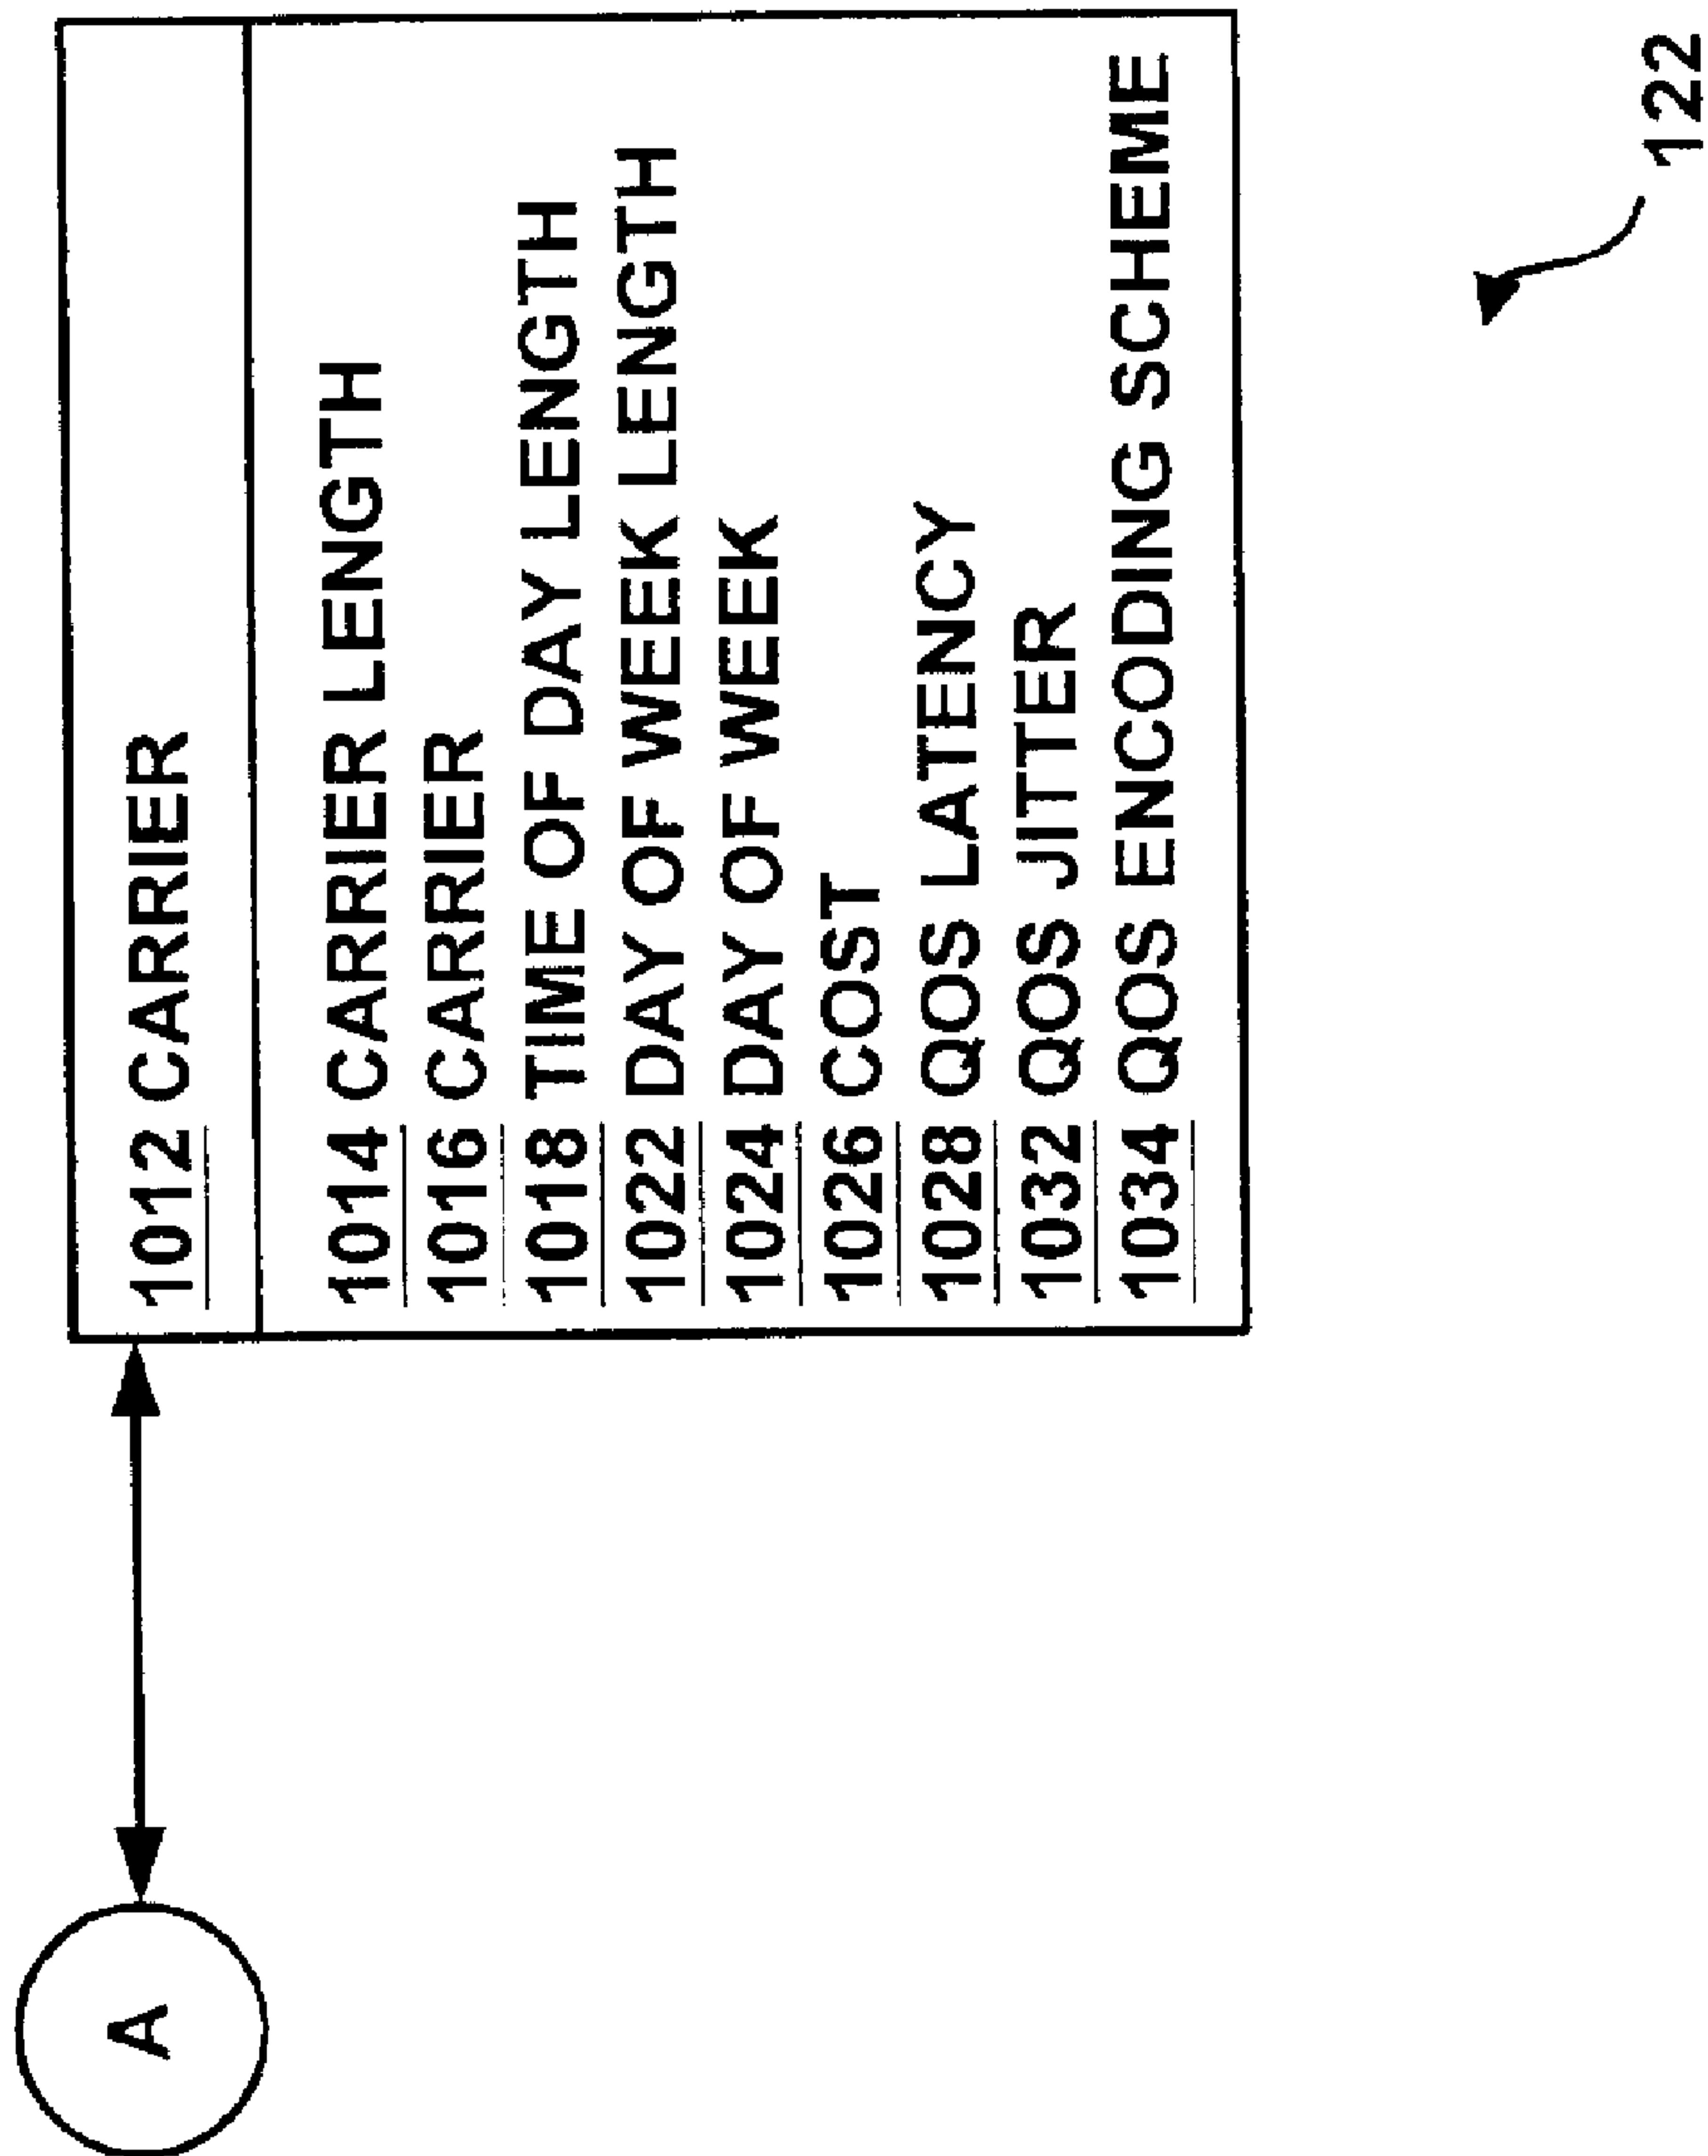 A
1012 CARRIER
1014 CARRIER LENGTH
1016 CARRIER
1018 TIME OF DAY LENGTH
1022 DAY OF WEEK LENGTH
1024 DAY OF WEEK
1026 COST
1028 QOS LATENCY
1032 QOS JITTER
1034 QOS ENCODING SCHEME
122